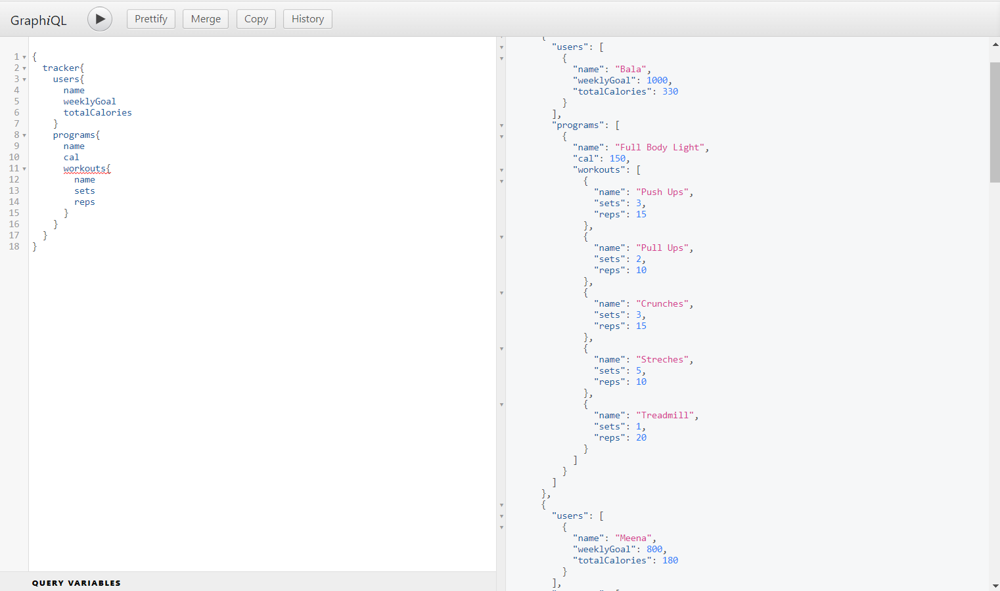 GraphiQL Prettify Merge Copy History
1 {
2 tracker{
3 users{
4 name
5 weeklyGoal
6 totalCalories
7 }
8 programs{
9 name
10 cal
11 workouts{
12 name
13 sets
14 reps
15 }
16 }
17 }
18 }
QUERY VARIABLES
{
"users": [
{
"name": "Bala",
"weeklyGoal": 1000,
"totalCalories": 330
}
],
"programs": [
{
"name": "Full Body Light",
"cal": 150,
"workouts": [
{
"name": "Push Ups",
"sets": 3,
"reps": 15
},
{
"name": "Pull Ups",
"sets": 2,
"reps": 10
},
{
"name": "Crunches",
"sets": 3,
"reps": 15
},
{
"name": "Streches",
"sets": 5,
"reps": 10
},
{
"name": "Treadmill",
"sets": 1,
"reps": 20
}
]
}
]
},
{
"users": [
{
"name": "Meena",
"weeklyGoal": 800,
"totalCalories": 180
}
],